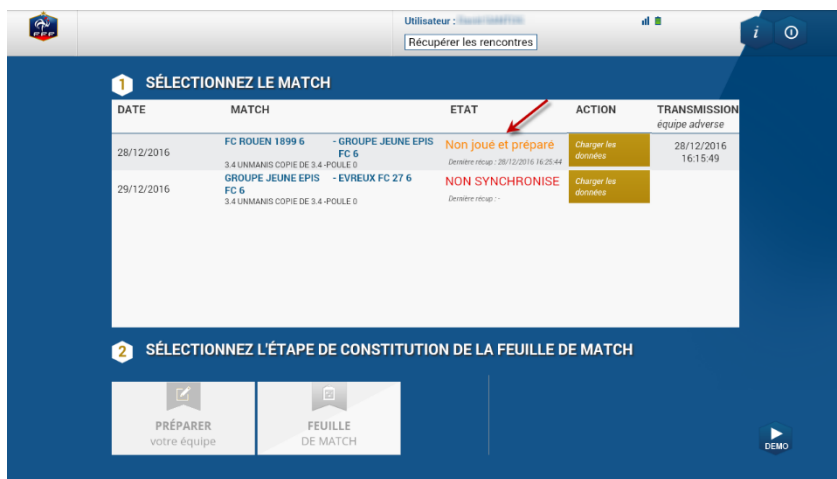 FFF
Utilisateur :
Récupérer les rencontres
i
1 SÉLECTIONNEZ LE MATCH
DATE MATCH ETAT ACTION TRANSMISSION
équipe adverse
28/12/2016
FC ROUEN 1899 6 - GROUPE JEUNE EPIS
FC 6
3.4 UNMANIS COPIE DE 3.4 -POULE 0
Non joué et préparé
Dernière récup : 28/12/2016 16:25:44
Charger les
données
28/12/2016
16:15:49
29/12/2016
GROUPE JEUNE EPIS - EVREUX FC 27 6
FC 6
3.4 UNMANIS COPIE DE 3.4 -POULE 0
NON SYNCHRONISE
Dernière récup : -
Charger les
données
2 SÉLECTIONNEZ L'ÉTAPE DE CONSTITUTION DE LA FEUILLE DE MATCH
PRÉPARER
votre équipe
FEUILLE
DE MATCH
DEMO